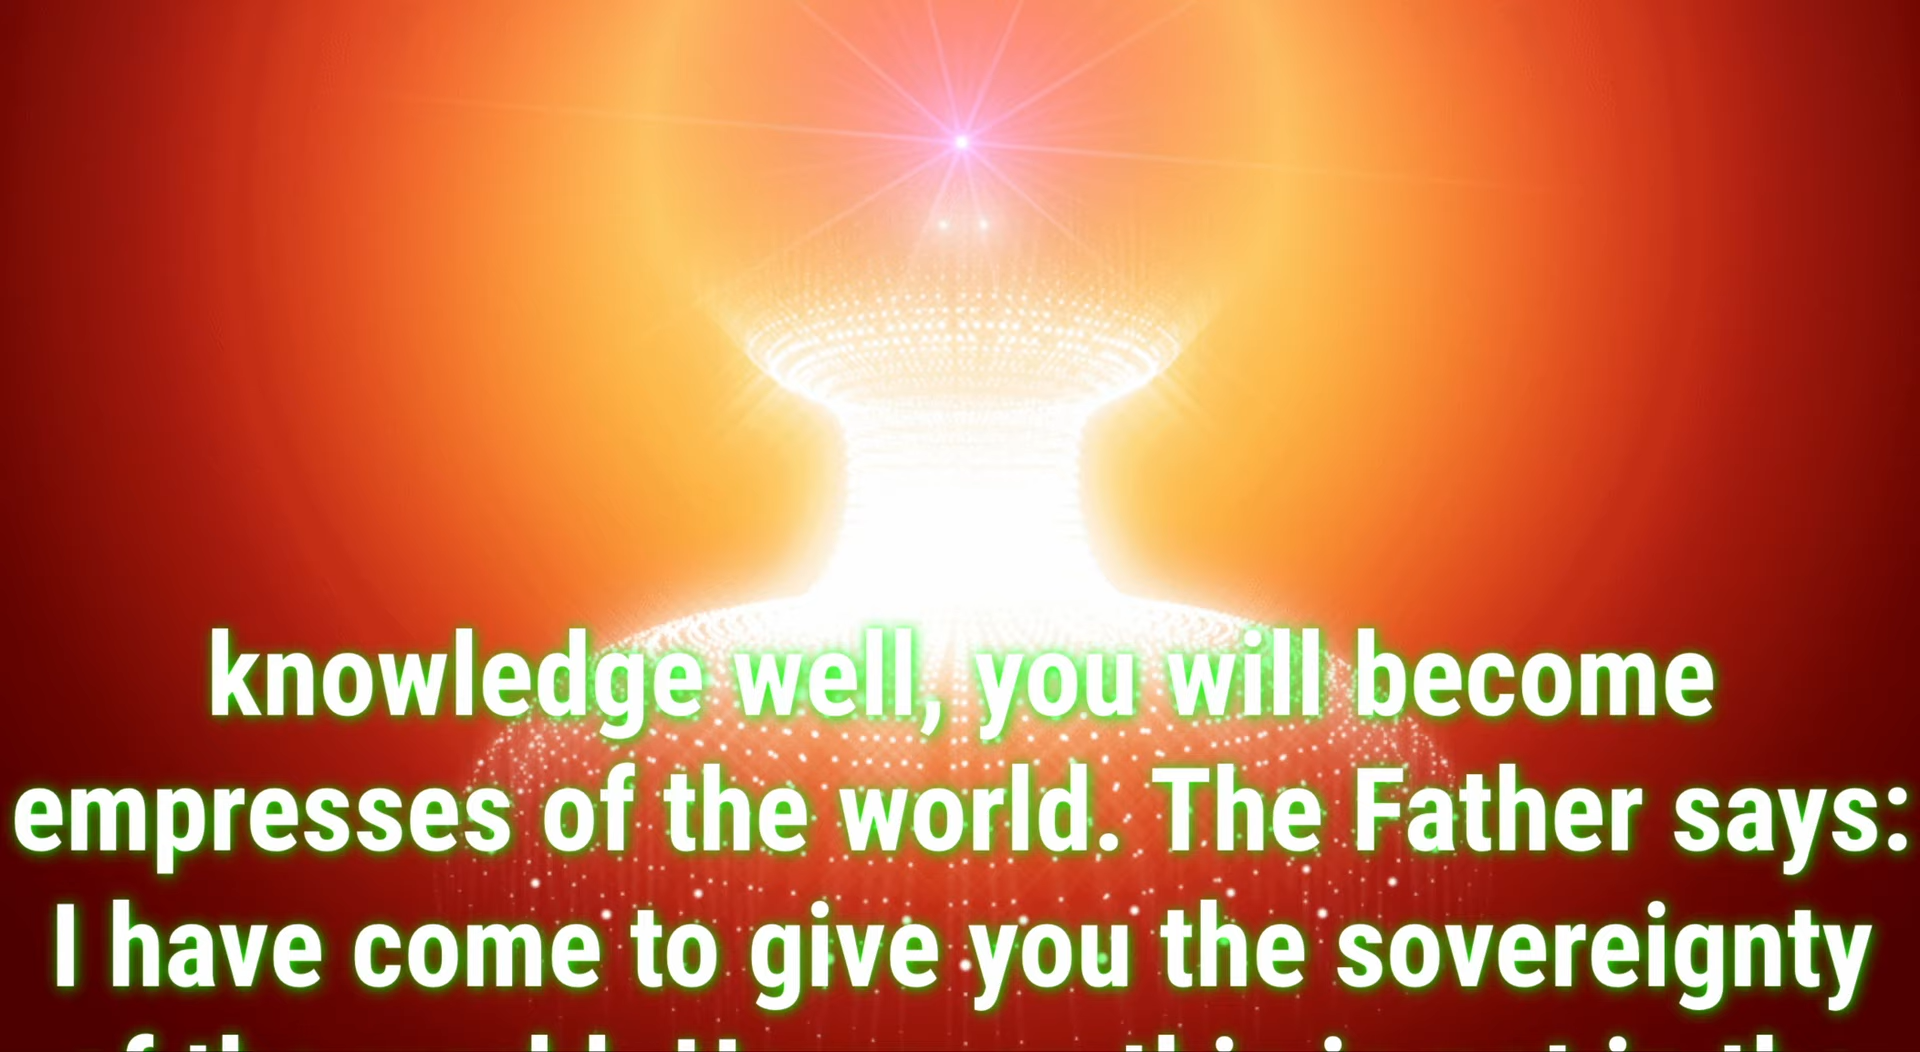 knowledge well, you will become
empresses of the world. The Father says:
I have come to give you the sovereignty